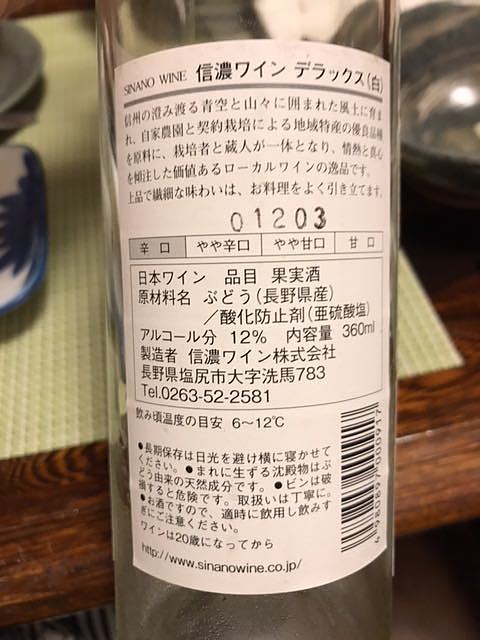 SINANO WINE 信濃ワイン デラックス(白)
信州の澄み渡る青空と山々に囲まれた風土に育ま
れ、自家農園と契約栽培による地域特産の優良品種
を原料に、栽培者と蔵人が一体となり、情熱と真心
を傾注した価値あるローカルワインの逸品です。
上品で繊細な味わいは、お料理をよく引き立てます。
01203
辛口 やや辛口 やや甘口 甘口
日本ワイン 品目 果実酒
原材料名 ぶどう(長野県産)
/酸化防止剤(亜硫酸塩)
アルコール分 12% 内容量 360ml
製造者 信濃ワイン株式会社
長野県塩尻市大字洗馬783
Tel.0263-52-2581
飲み頃温度の目安 6~12℃
●長期保存は日光を避け横に寝かせて
ください。●まれに生ずる沈殿物はぶ
どう由来の天然成分です。●ビンは破
損すると危険です。取扱いは丁寧に。
●お酒ですので、適時に飲用し飲みす
ぎにご注意ください。
ワインは20歳になってから
http://www.sinanowine.co.jp/
4980897000917